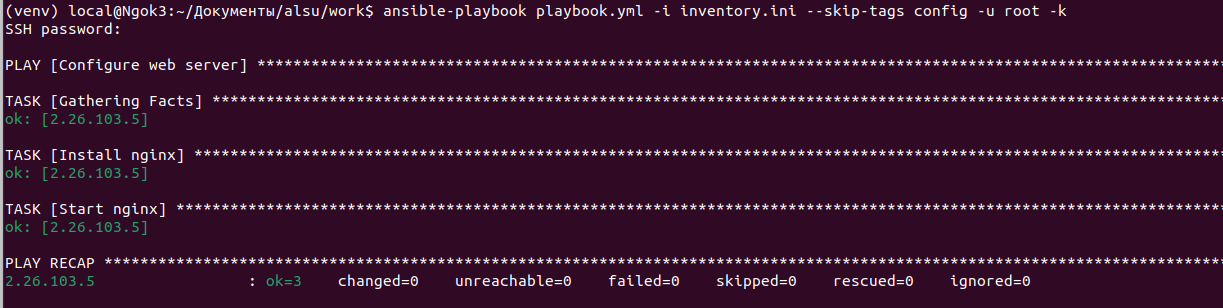 (venv) local@Ngok3:~/Документы/alsu/work$ ansible-playbook playbook.yml -i inventory.ini --skip-tags config -u root -k
SSH password:
PLAY [Configure web server] ************************************************************************************************************
TASK [Gathering Facts] *****************************************************************************************************************
ok: [2.26.103.5]
TASK [Install nginx] *******************************************************************************************************************
ok: [2.26.103.5]
TASK [Start nginx] *********************************************************************************************************************
ok: [2.26.103.5]
PLAY RECAP *****************************************************************************************************************************
2.26.103.5                 : ok=3    changed=0    unreachable=0    failed=0    skipped=0    rescued=0    ignored=0